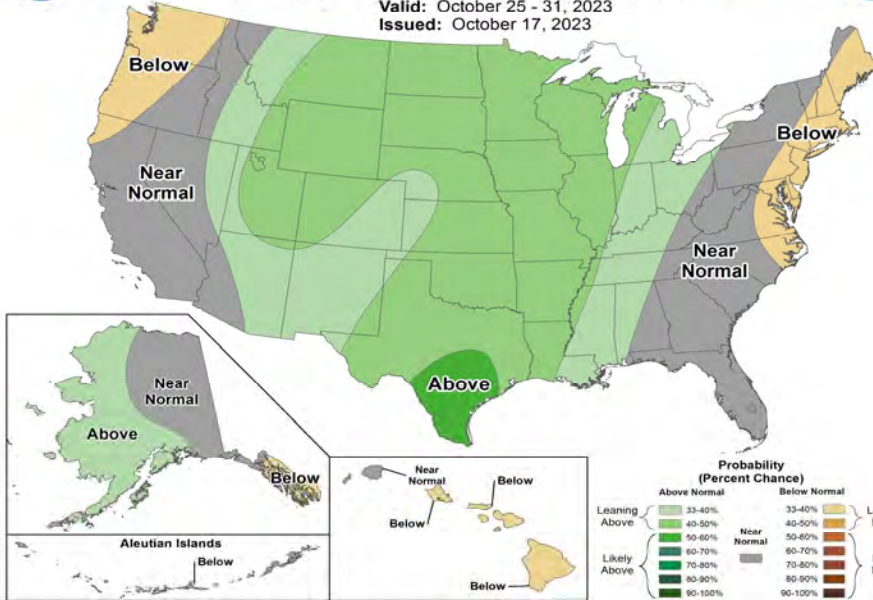 Valid: October 25 - 31, 2023
Issued: October 17, 2023
Below
Near
Normal
Below
Near
Normal
Above
Near
Normal
Above
Below
Aleutian Islands
Below
Near
Normal
Below
Below
Below
Probability
(Percent Chance)
Above Normal
Below Normal
Leaning
Above
33-40%
40-50%
Likely
Above
50-60%
60-70%
70-80%
80-90%
90-100%
Near
Normal
33-40%
40-50%
50-60%
60-70%
70-80%
80-90%
90-100%